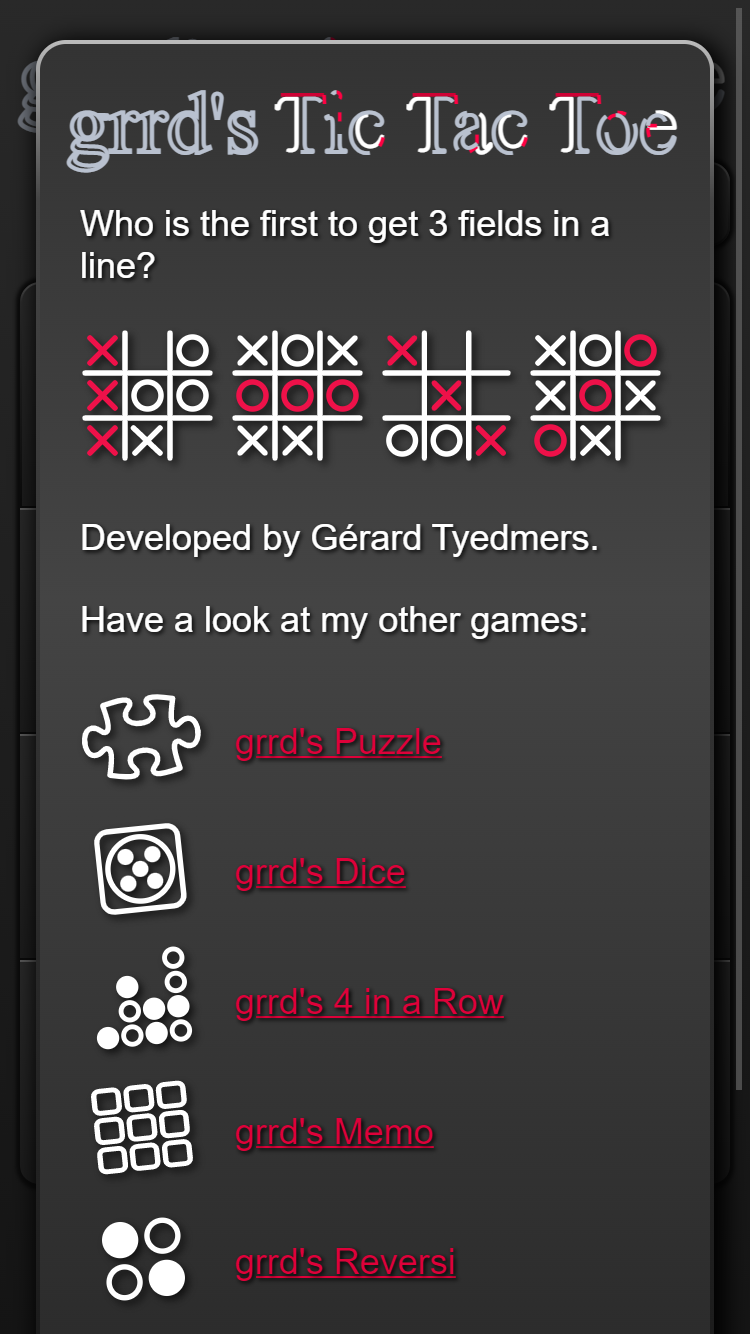 grrd's Tic Tac Toe
Who is the first to get 3 fields in a
line?
Developed by Gérard Tyedmers.
Have a look at my other games:
grrd's Puzzle
grrd's Dice
grrd's 4 in a Row
grrd's Memo
grrd's Reversi